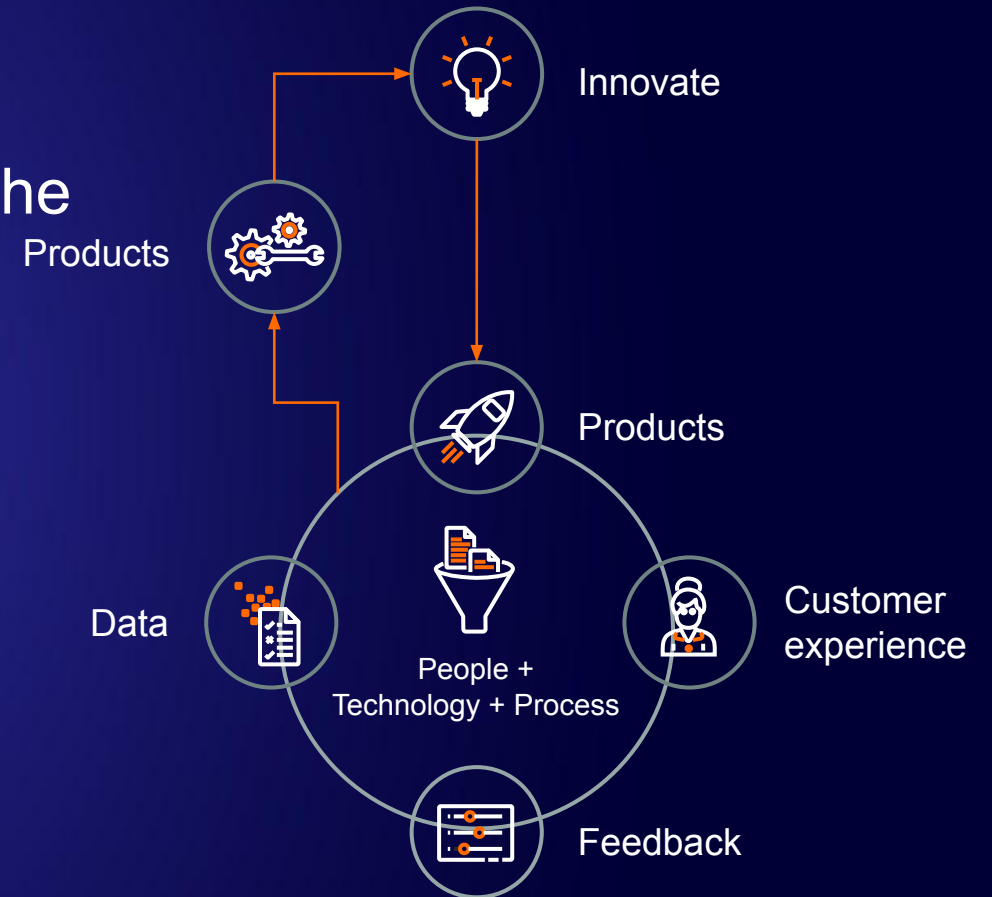 Innovate
he
Products
Products
Data
Customer
experience
People +
Technology + Process
Feedback